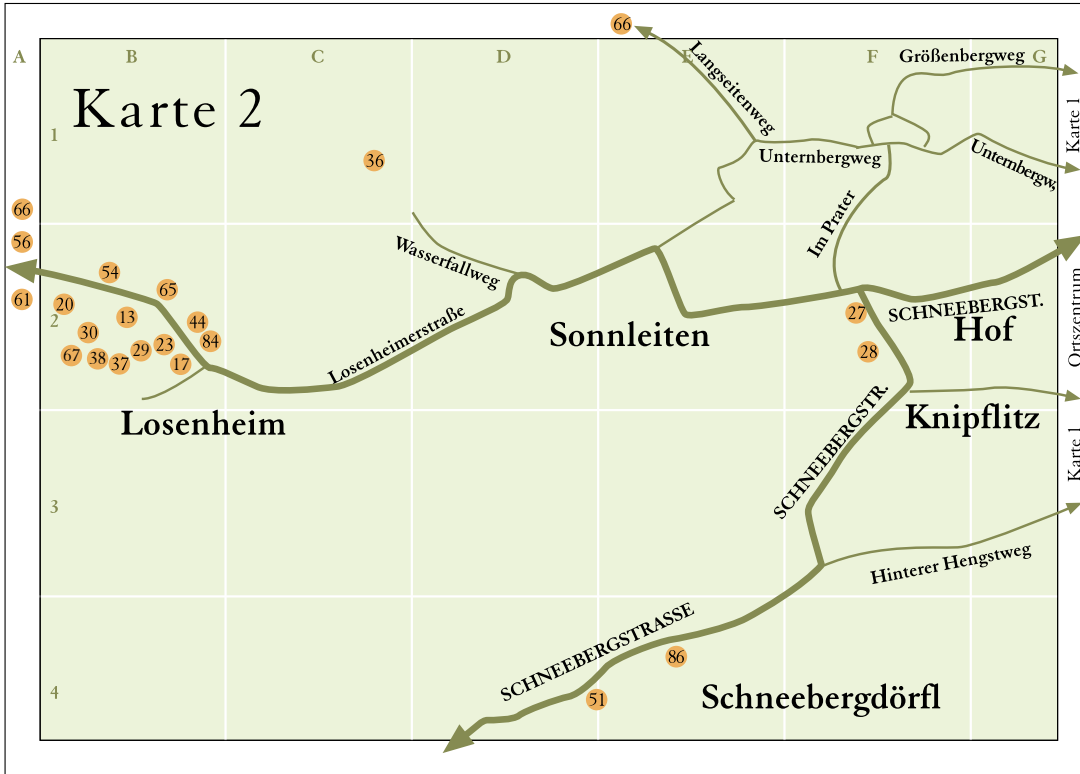 66
A
B
C
D
E
F
Größenbergweg
G
Karte 2
Langseitenweg
1
Karte 1
36
Unternbergweg
Unternbergw.
66
56
Im Prater
Wasserfallweg
54
65
61
20
13
44
2
30
84
67
38
37
29
23
17
Losenheimerstraße
Sonnleiten
27
SCHNEEBERGST.
Hof
Ortszentrum
28
Losenheim
SCHNEEBERGSTR.
Knipflitz
Karte 1
3
Hinterer Hengstweg
SCHNEEBERGSTRASSE
86
4
51
Schneebergdörfl